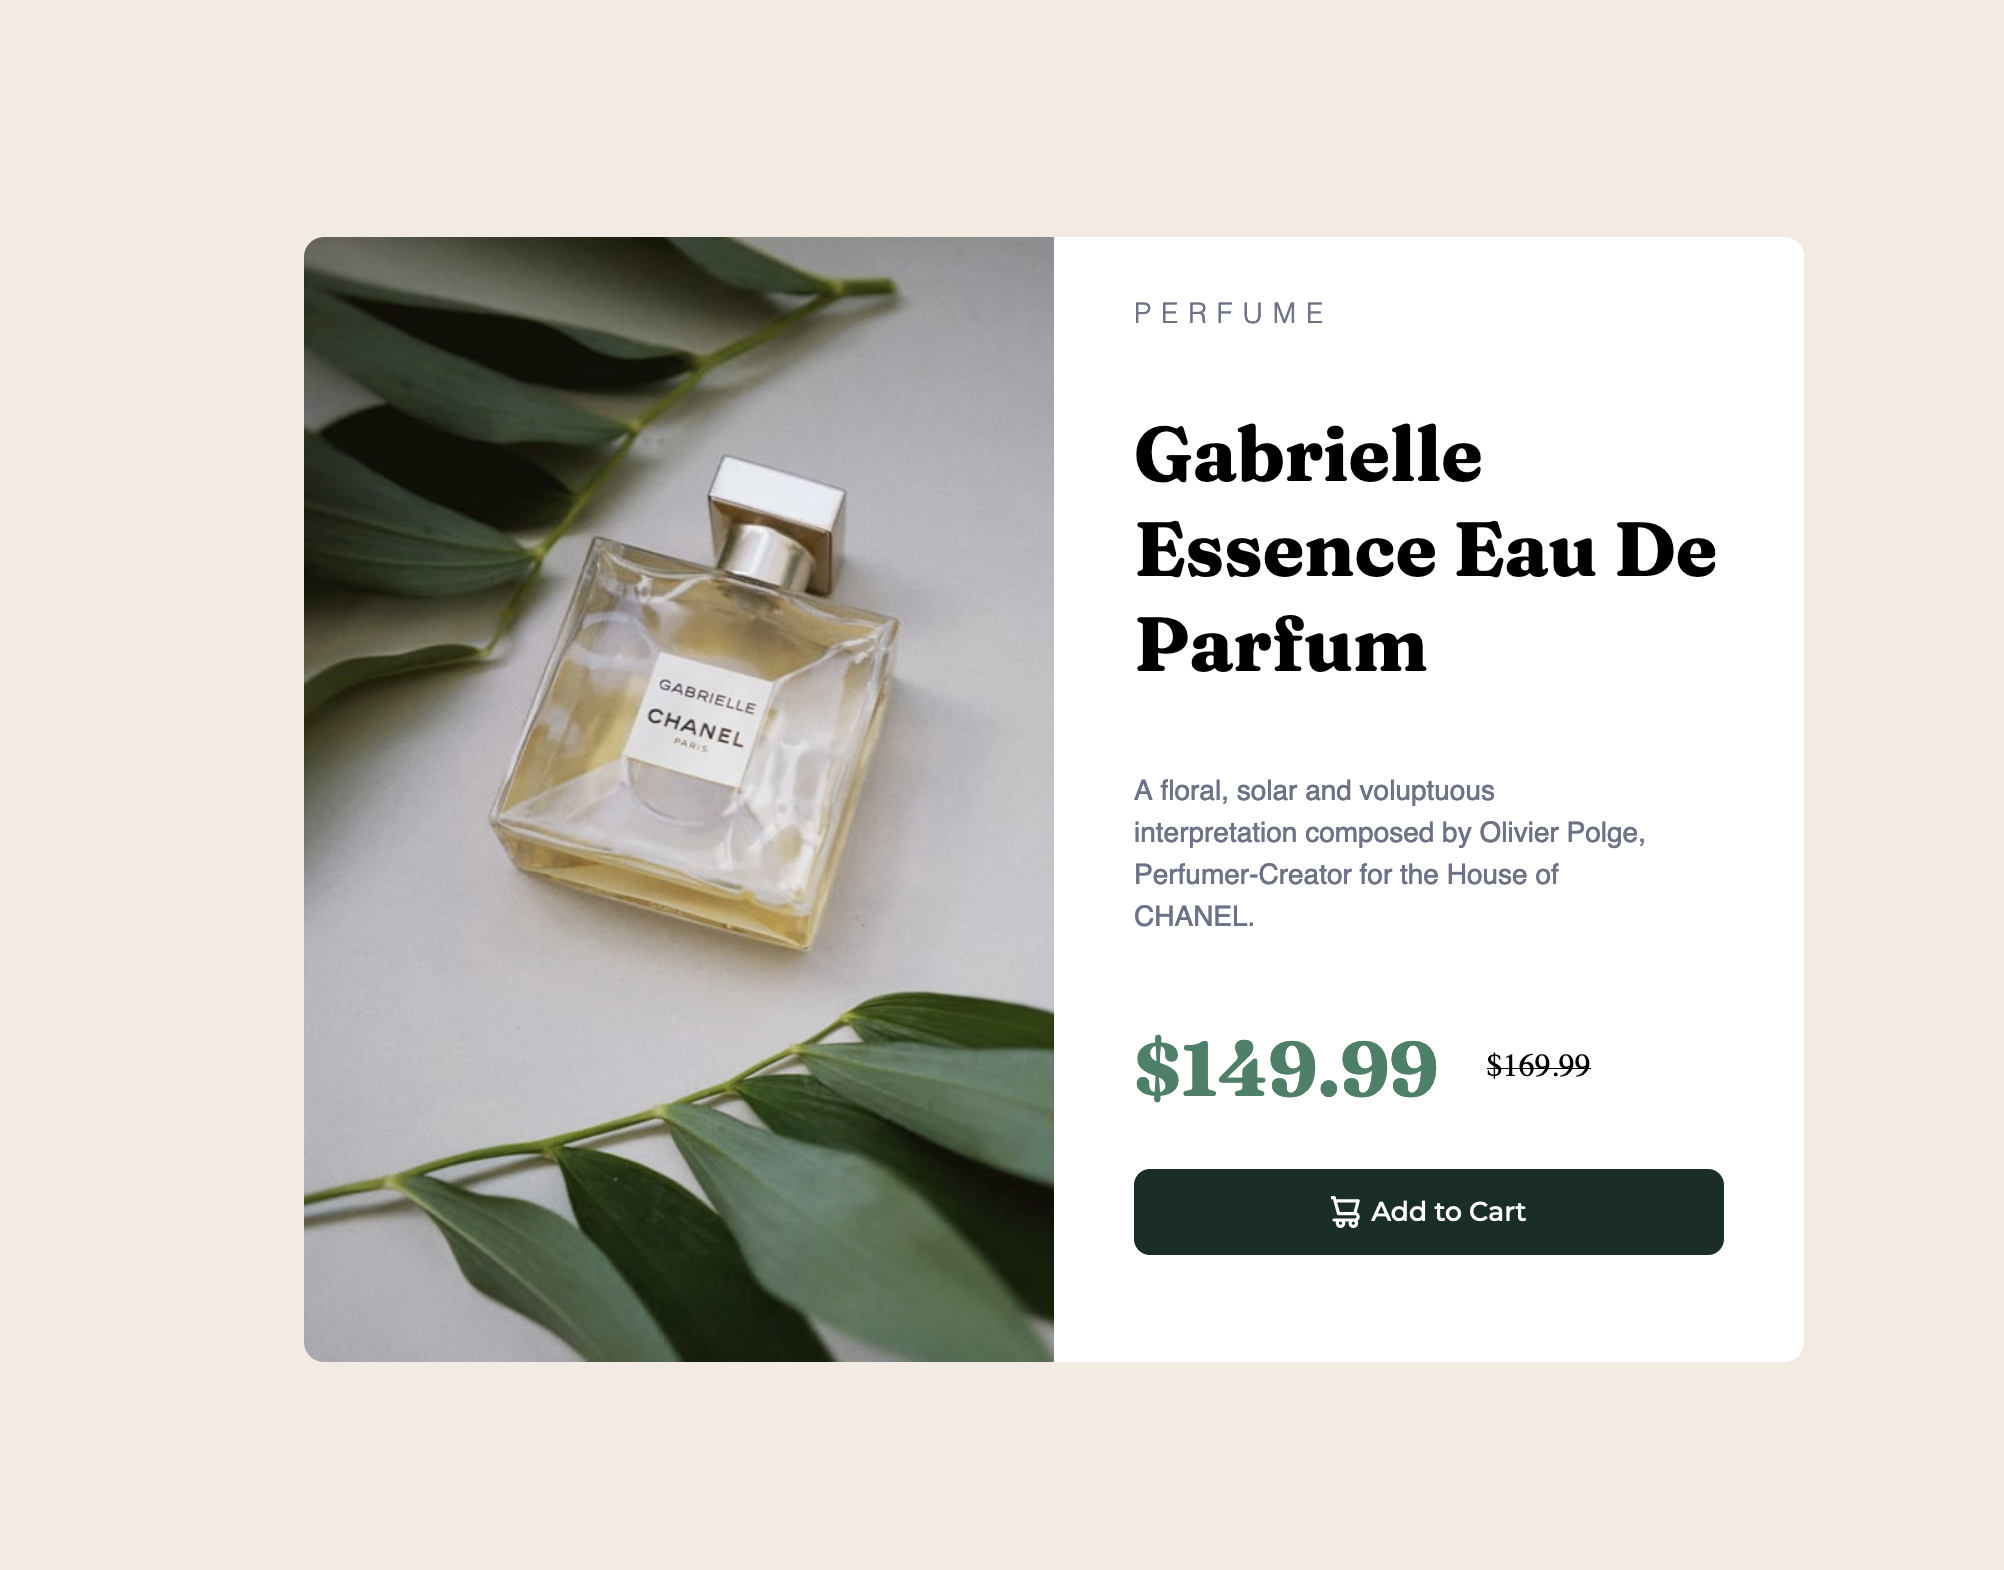 PERFUME
Gabrielle
Essence Eau De
Parfum
A floral, solar and voluptuous
interpretation composed by Olivier Polge,
Perfumer-Creator for the House of
CHANEL.
$149.99 $169.99
Add to Cart
GABRIELLE
CHANEL
PARIS